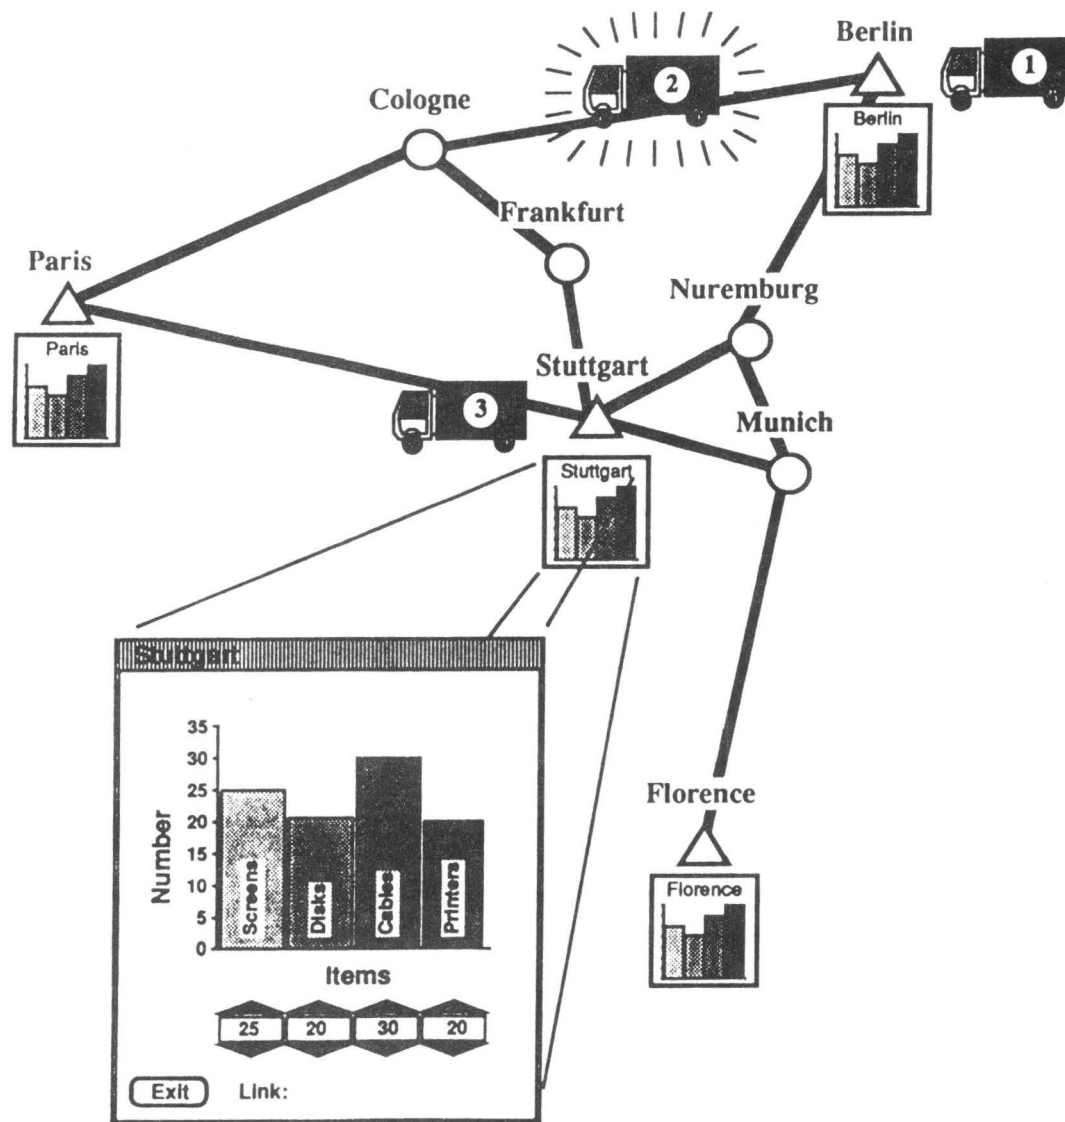 Berlin
1
2
Cologne
Berlin
Frankfurt
Paris
Nuremburg
Paris
Stuttgart
3
Munich
Stuttgart
Stuttgart
35
30
25
20
15
10
5
0
Number
Screens
Disks
Cables
Printers
Items
25 20 30 20
Exit Link:
Florence
Florence